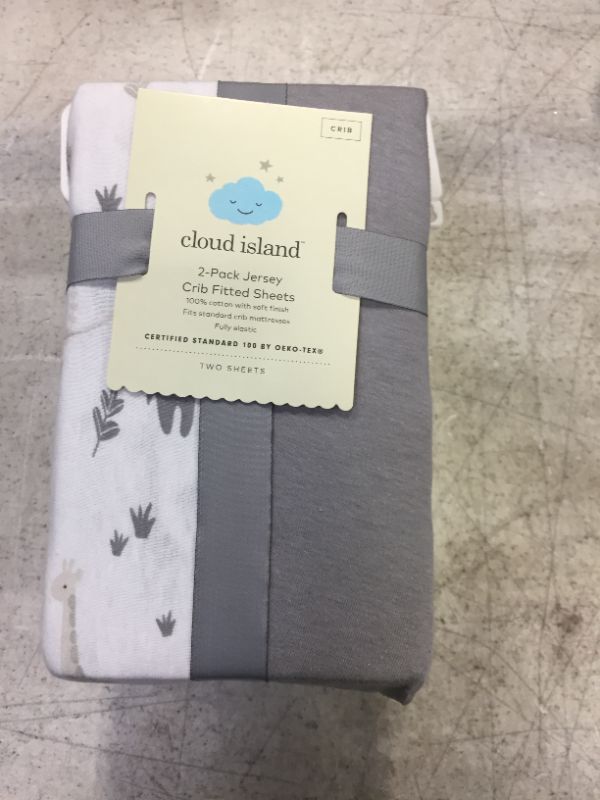 CRIB
cloud island™
2-Pack Jersey
Crib Fitted Sheets
100% cotton with soft finish
Fits standard crib mattresses
Fully elastic
CERTIFIED STANDARD 100 BY OEKO-TEX®
TWO SHEETS